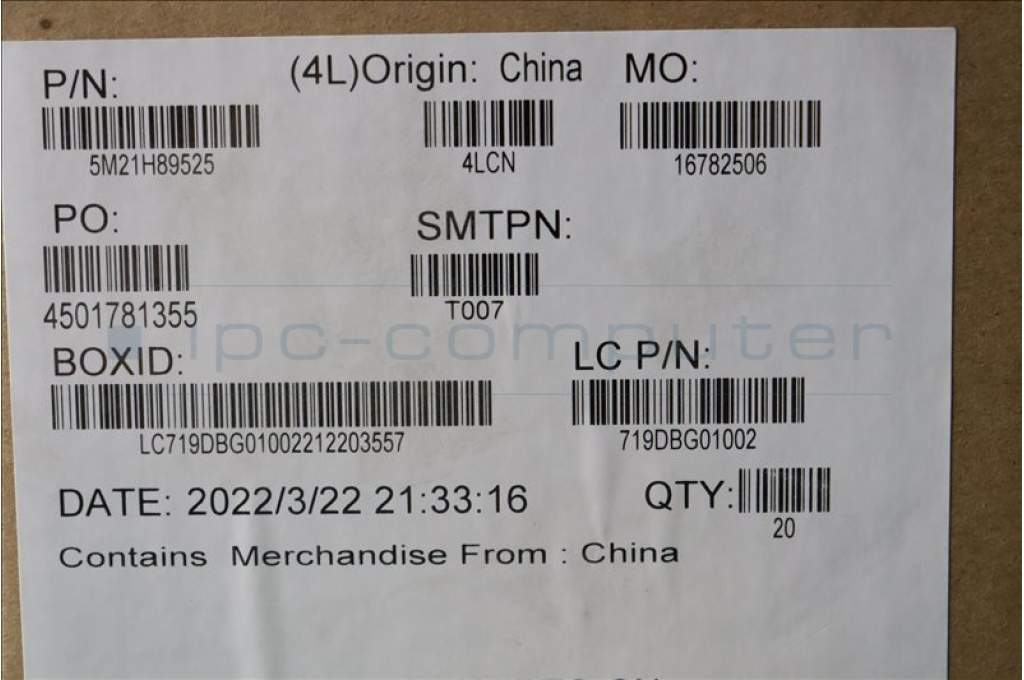 P/N:
(4L)Origin: China
MO:
5M21H89525
4LCN
16782506
PO:
SMTPN:
4501781355
T007
ipc-computer
BOXID:
LC P/N:
LC719DBG01002212203557
719DBG01002
DATE: 2022/3/22 21:33:16
QTY:
20
Contains Merchandise From : China